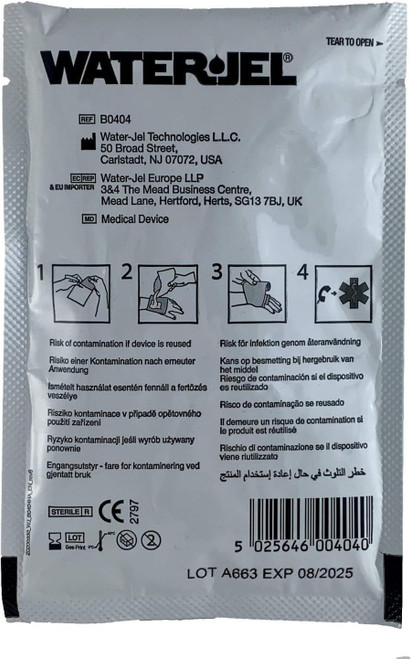 TEAR TO OPEN
WATER-JEL®
REF B0404
Water-Jel Technologies L.L.C.
50 Broad Street,
Carlstadt, NJ 07072, USA
EC REP Water-Jel Europe LLP
& EU IMPORTER 3&4 The Mead Business Centre,
Mead Lane, Hertford, Herts, SG13 7BJ, UK
MD Medical Device
1 2 3 4
Risk of contamination if device is reused
Risiko einer Kontamination nach erneuter
Anwendung
Ismételt használat esentén fennáll a fertőzés
veszélye
Risziko kontaminace v případě opětovného
použití zařízení
Ryzyko kontaminacji jeśli wyrób używany
ponownie
Engangsutstyr - fare for kontaminering ved
gjentatt bruk
Risk för infektion genom återanvändning
Kans op besmetting bij hergebruik van
het middel
Riesgo de contaminación si el dispositivo
es reutilizado
Risco de contaminação se reusado
Il demeure un risque de contamination si
le produit est réutilisé
Rischio di contaminazione se il dispositivo
viene riutilizzato
خطر التلوث في حال إعادة إستخدام المنتج
STERILE R
CE 2797
LOT
See Print
5 025646 004040
LOT A663 EXP 08/2025